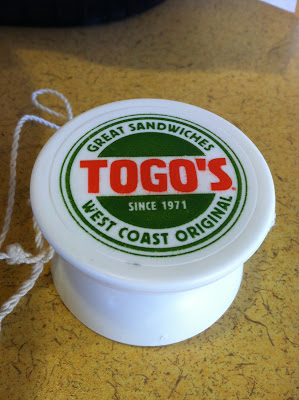 GREAT SANDWICHES
TOGO'S
SINCE 1971
WEST COAST ORIGINAL